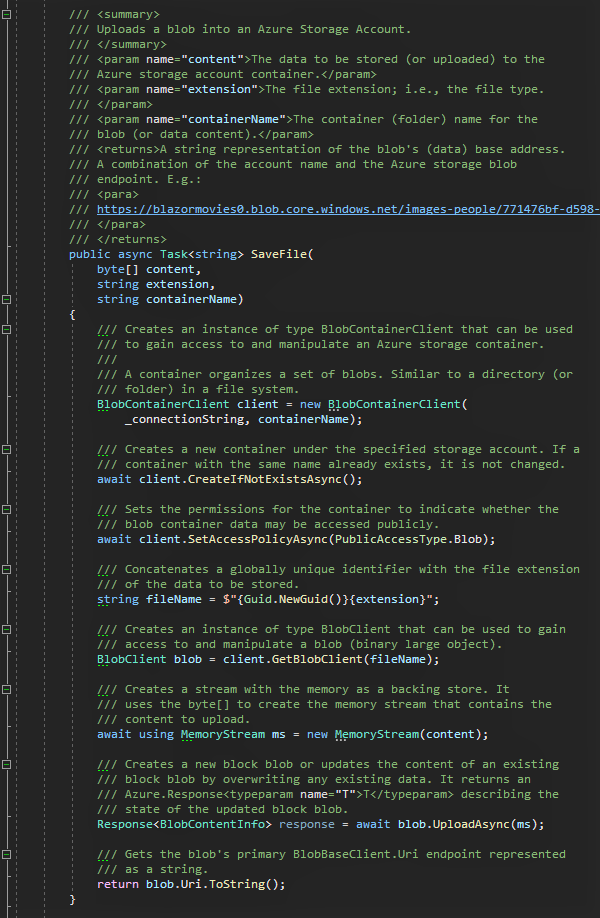 /// <summary>
/// Uploads a blob into an Azure Storage Account.
/// </summary>
/// <param name="content">The data to be stored (or uploaded) to the
/// Azure storage account container.</param>
/// <param name="extension">The file extension; i.e., the file type.
/// </param>
/// <param name="containerName">The container (folder) name for the
/// blob (or data content).</param>
/// <returns>A string representation of the blob's (data) base address.
/// A combination of the account name and the Azure storage blob
/// endpoint. E.g.:
/// <para>
/// https://blazormovies0.blob.core.windows.net/images-people/771476bf-d598-
/// </para>
/// </returns>
public async Task<string> SaveFile(
byte[] content,
string extension,
string containerName)
{
/// Creates an instance of type BlobContainerClient that can be used
/// to gain access to and manipulate an Azure storage container.
///
/// A container organizes a set of blobs. Similar to a directory (or
/// folder) in a file system.
BlobContainerClient client = new BlobContainerClient(
_connectionString, containerName);
/// Creates a new container under the specified storage account. If a
/// container with the same name already exists, it is not changed.
await client.CreateIfNotExistsAsync();
/// Sets the permissions for the container to indicate whether the
/// blob container data may be accessed publicly.
await client.SetAccessPolicyAsync(PublicAccessType.Blob);
/// Concatenates a globally unique identifier with the file extension
/// of the data to be stored.
string fileName = $"{Guid.NewGuid()}{extension}";
/// Creates an instance of type BlobClient that can be used to gain
/// access to and manipulate a blob (binary large object).
BlobClient blob = client.GetBlobClient(fileName);
/// Creates a stream with the memory as a backing store. It
/// uses the byte[] to create the memory stream that contains the
/// content to upload.
await using MemoryStream ms = new MemoryStream(content);
/// Creates a new block blob or updates the content of an existing
/// block blob by overwriting any existing data. It returns an
/// Azure.Response<typeparam name="T">T</typeparam> describing the
/// state of the updated block blob.
Response<BlobContentInfo> response = await blob.UploadAsync(ms);
/// Gets the blob's primary BlobBaseClient.Uri endpoint represented
/// as a string.
return blob.Uri.ToString();
}